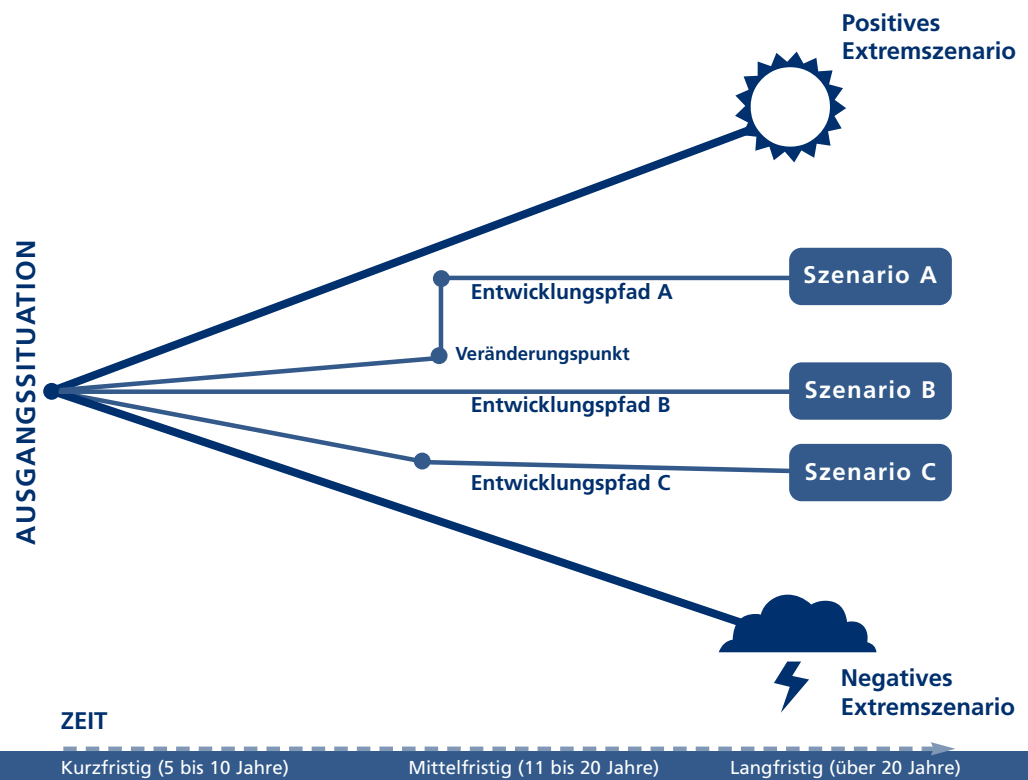 Positives
Extremszenario
AUSGANGSSITUATION
Szenario A
Entwicklungspfad A
Veränderungspunkt
Szenario B
Entwicklungspfad B
Szenario C
Entwicklungspfad C
Negatives
Extremszenario
ZEIT
Kurzfristig (5 bis 10 Jahre)
Mittelfristig (11 bis 20 Jahre)
Langfristig (über 20 Jahre)